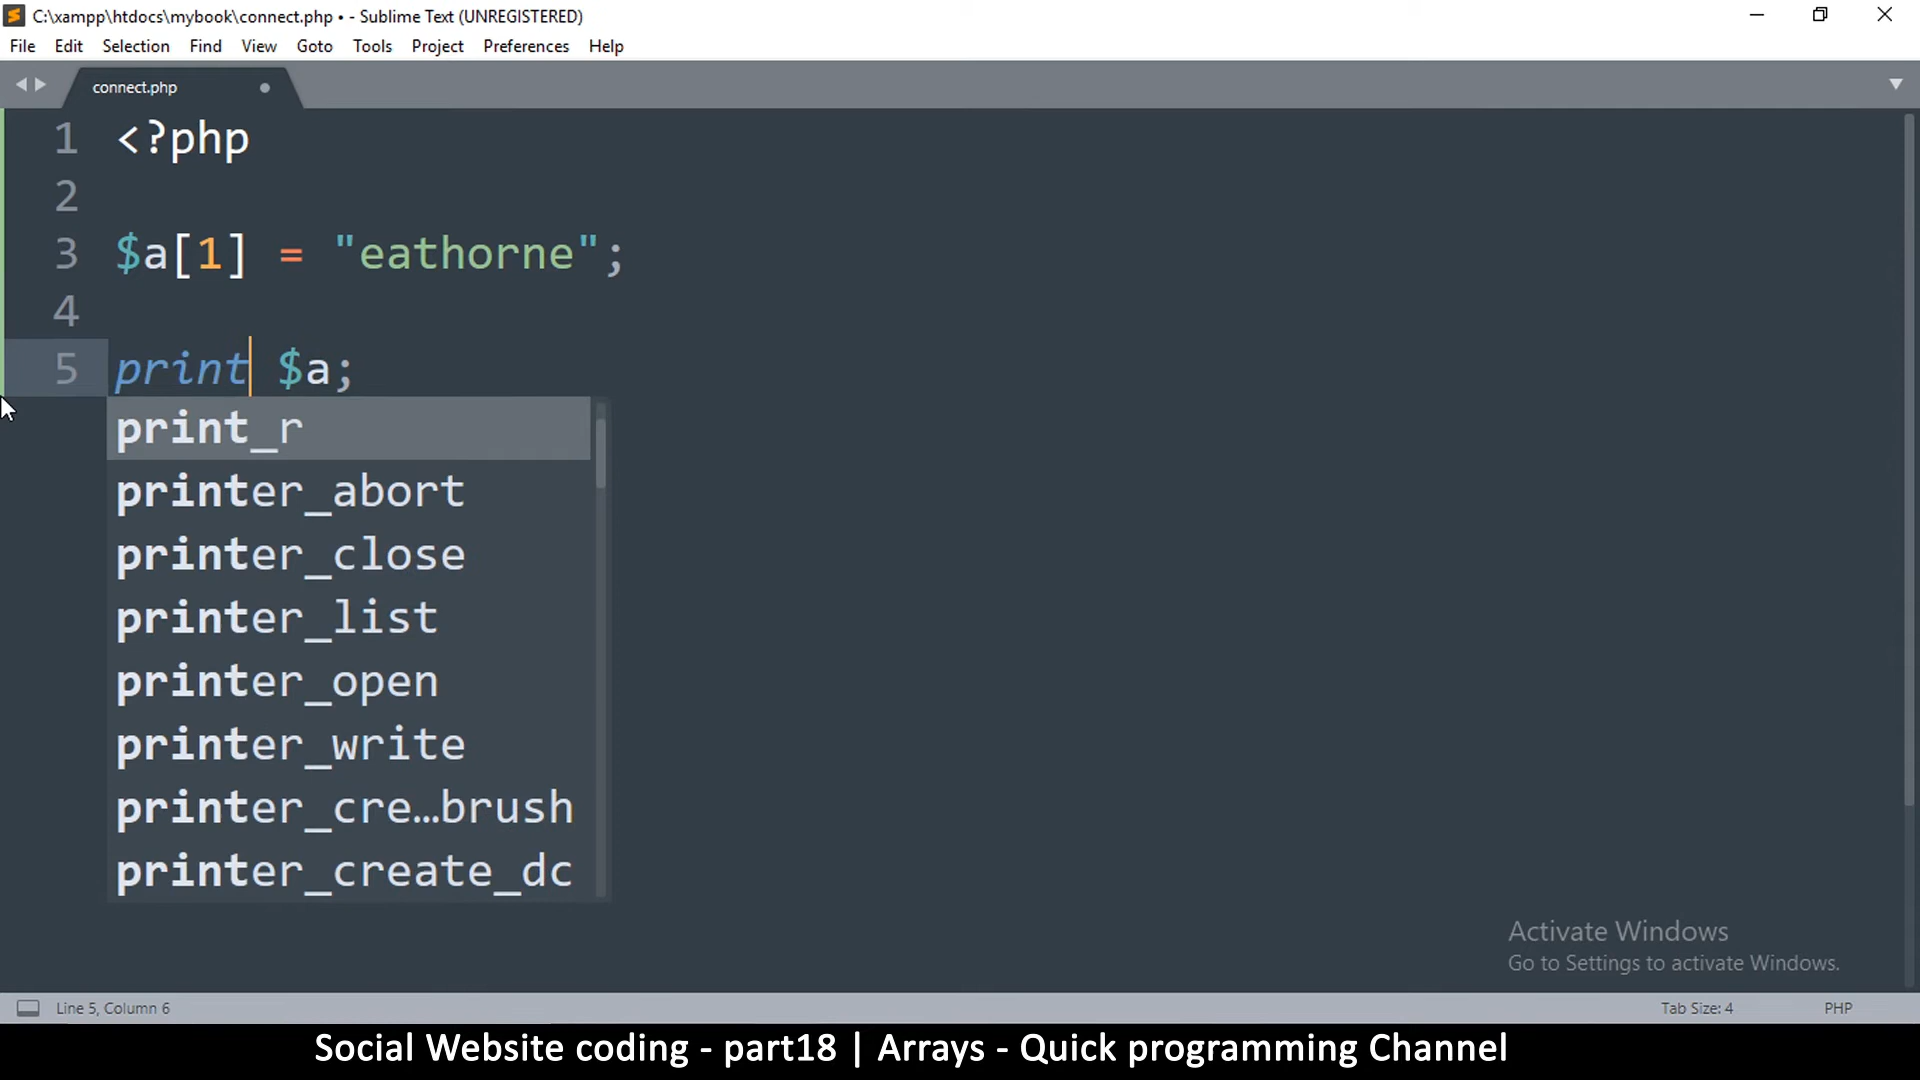 C:\xampp\htdocs\mybook\connect.php • - Sublime Text (UNREGISTERED)
File Edit Selection Find View Goto Tools Project Preferences Help
connect.php
1 <?php
2
3 $a[1] = "eathorne";
4
5 print $a;
print_r
printer_abort
printer_close
printer_list
printer_open
printer_write
printer_cre…brush
printer_create_dc
Activate Windows
Go to Settings to activate Windows.
Line 5, Column 6 Tab Size: 4 PHP
Social Website coding - part18 | Arrays - Quick programming Channel